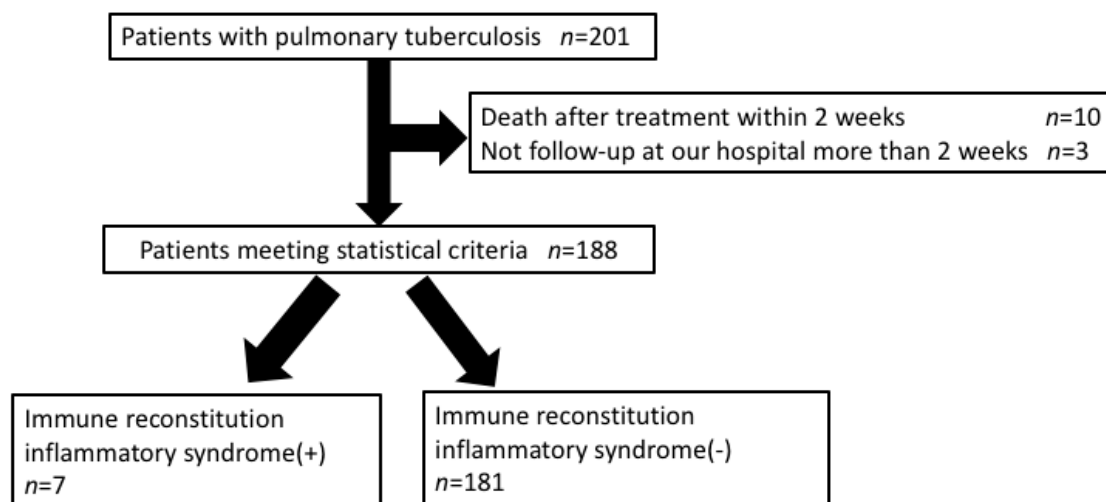 Patients with pulmonary tuberculosis n=201
Death after treatment within 2 weeks n=10
Not follow-up at our hospital more than 2 weeks n=3
Patients meeting statistical criteria n=188
Immune reconstitution
inflammatory syndrome(+)
n=7
Immune reconstitution
inflammatory syndrome(-)
n=181